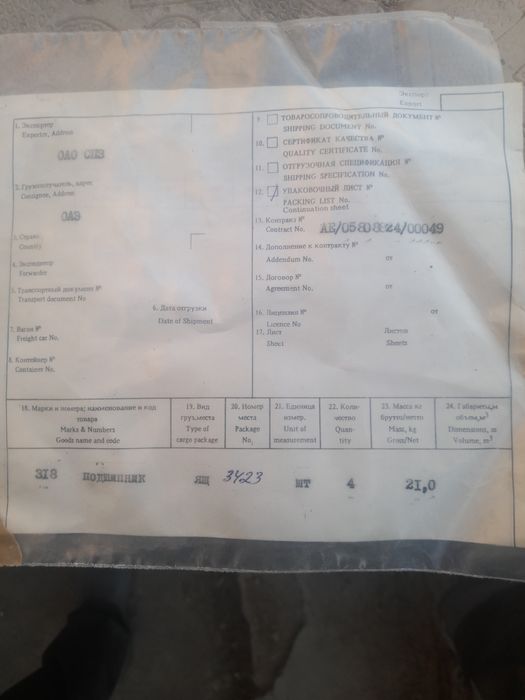 Экспорт
Export
1. Экспортер
Exporter, Address
ОАО СПЗ
2. Грузополучатель, адрес
Consignee, Address
ОАЭ
3. Страна
Country
4. Экспедитор
Forwarder
5. Транспортный документ №
Transport document No
6. Дата отгрузки
Date of Shipment
7. Вагон №
Freight car No.
8. Контейнер №
Container No.
9. ТОВАРОСОПРОВОДИТЕЛЬНЫЙ ДОКУМЕНТ №
SHIPPING DOCUMENT No.
10. СЕРТИФИКАТ КАЧЕСТВА №
QUALITY CERTIFICATE No.
11. ОТГРУЗОЧНАЯ СПЕЦИФИКАЦИЯ №
SHIPPING SPECIFICATION No.
12. УПАКОВОЧНЫЙ ЛИСТ №
PACKING LIST No.
Continuation sheet
13. Контракт №
Contract No.
14. Дополнение к контракту № от
Addendum No.
15. Договор № от
Agreement No.
16. Лицензия № от
Licence No
17. Лист Листов
Sheet Sheets
18. Марки и номера; наименование и код товара
Marks & Numbers
Goods name and code
19. Вид груз.места
Type of cargo package
20. Номер места
Package No.
21. Единица измер.
Unit of measurement
22. Количество
Quantity
23. Масса кг Брутто/нетто
Mass, kg
Gross/Net
24. Габариты,м объем,м³
Dimensions, m
Volume, m³
318 ПОДШИПНИК ЯЩ 3423 ШТ 4 21,0